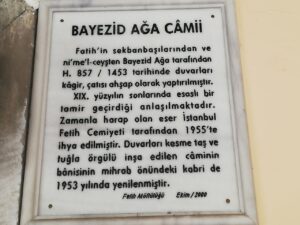 BAYEZİD AĞA CÂMİİ
Fatih'in sekbanbaşılarından ve
ni'me'l-ceyşten Bayezid Ağa tarafından
H. 857 / 1453 tarihinde duvarları
kâgir, çatısı ahşap olarak yaptırılmıştır.
XIX. yüzyılın sonlarında esaslı bir
tamir geçirdiği anlaşılmaktadır.
Zamanla harap olan eser İstanbul
Fetih Cemiyeti tarafından 1955'te
ihya edilmiştir. Duvarları kesme taş ve
tuğla örgülü inşa edilen câminin
bânisinin mihrab önündeki kabri de
1953 yılında yenilenmiştir.
Fatih Müftülüğü Ekim / 2000